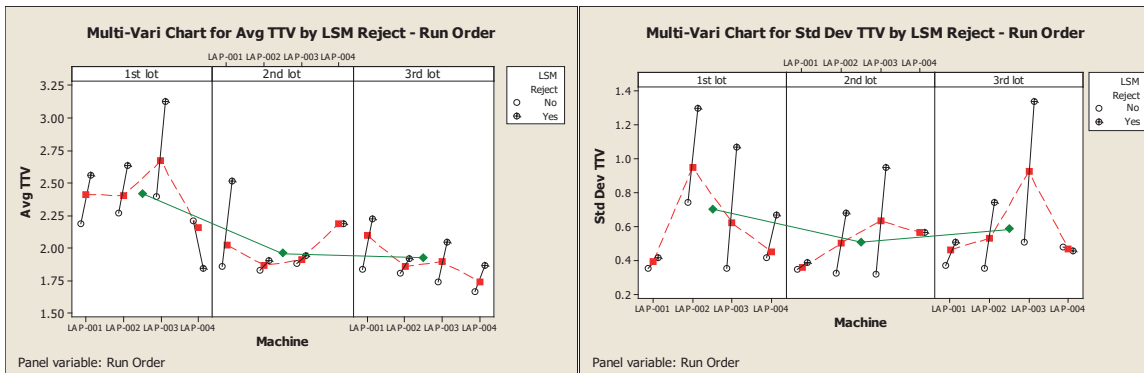 Multi-Vari Chart for Avg TTV by LSM Reject - Run Order
LAP-001 LAP-002 LAP-003 LAP-004
1st lot 2nd lot 3rd lot
LSM
Reject
No
Yes
Avg TTV
3.25
3.00
2.75
2.50
2.25
2.00
1.75
1.50
LAP-001 LAP-002 LAP-003 LAP-004 LAP-001 LAP-002 LAP-003 LAP-004
Machine
Panel variable: Run Order
Multi-Vari Chart for Std Dev TTV by LSM Reject - Run Order
LAP-001 LAP-002 LAP-003 LAP-004
1st lot 2nd lot 3rd lot
LSM
Reject
No
Yes
Std Dev TTV
1.4
1.2
1.0
0.8
0.6
0.4
0.2
LAP-001 LAP-002 LAP-003 LAP-004 LAP-001 LAP-002 LAP-003 LAP-004
Machine
Panel variable: Run Order